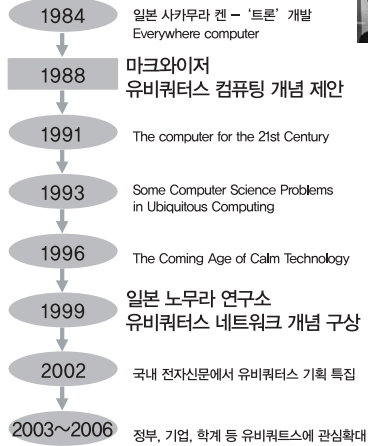 1984
일본 사카무라 켄 – ‘트론’ 개발
Everywhere computer
1988
마크와이저
유비쿼터스 컴퓨팅 개념 제안
1991
The computer for the 21st Century
1993
Some Computer Science Problems
in Ubiquitous Computing
1996
The Coming Age of Calm Technology
1999
일본 노무라 연구소
유비쿼터스 네트워크 개념 구상
2002
국내 전자신문에서 유비쿼터스 기획 특집
2003~2006
정부, 기업, 학계 등 유비쿼트스에 관심확대